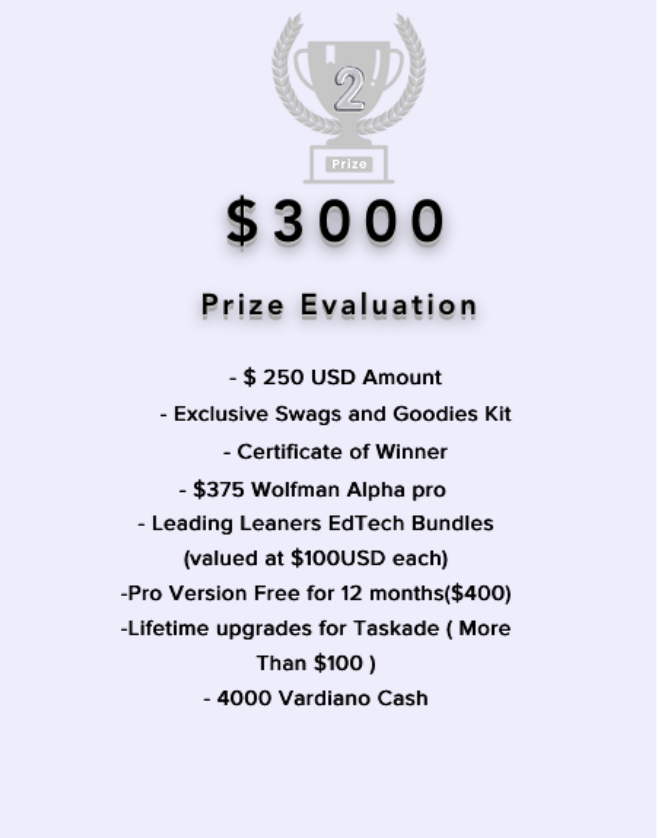 2
Prize
$3000
Prize Evaluation
- $ 250 USD Amount
- Exclusive Swags and Goodies Kit
- Certificate of Winner
- $375 Wolfman Alpha pro
- Leading Leaners EdTech Bundles
(valued at $100USD each)
-Pro Version Free for 12 months($400)
-Lifetime upgrades for Taskade ( More
Than $100 )
- 4000 Vardiano Cash